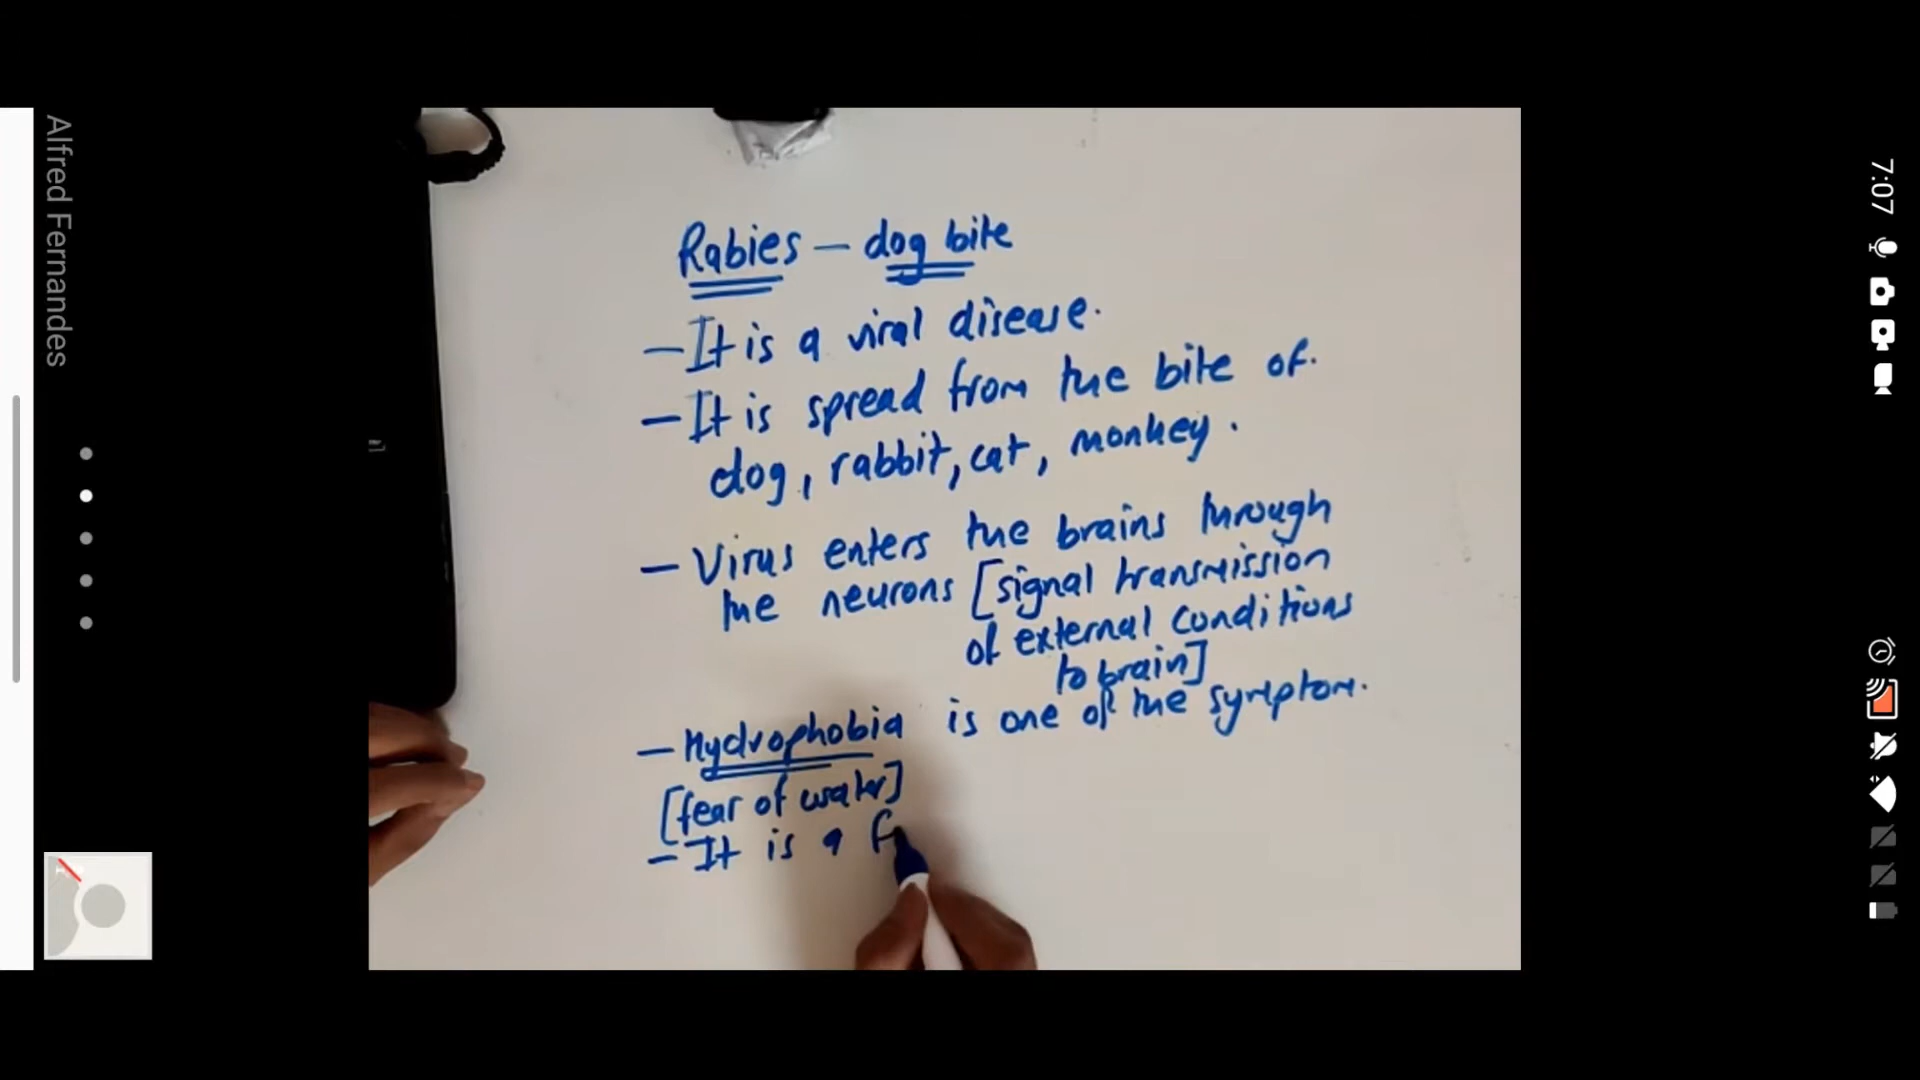 Alfred Fernandes
7:07
Rabies - dog bite
- It is a viral disease.
- It is spread from the bite of.
dog, rabbit, cat, monkey.
- Virus enters the brains through
the neurons [signal transmission
of external conditions
to brain]
- Hydrophobia is one of the symptom.
[fear of water]
- It is a f